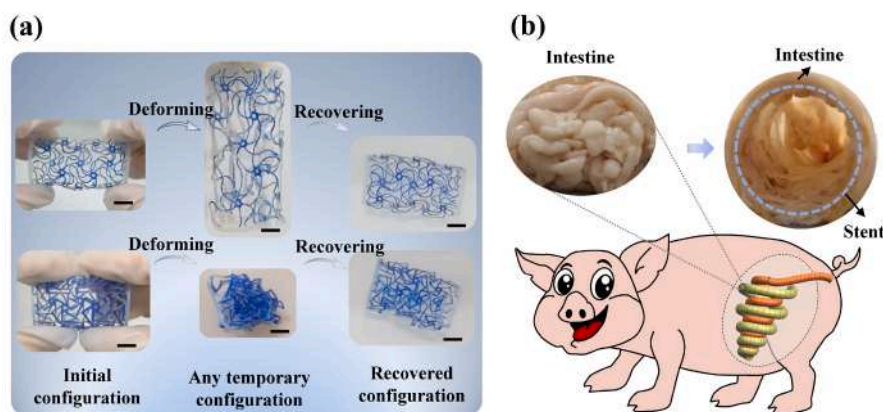 (a)
Deforming
Recovering
Deforming
Recovering
Initial
configuration
Any temporary
configuration
Recovered
configuration
(b)
Intestine
Intestine
Stent